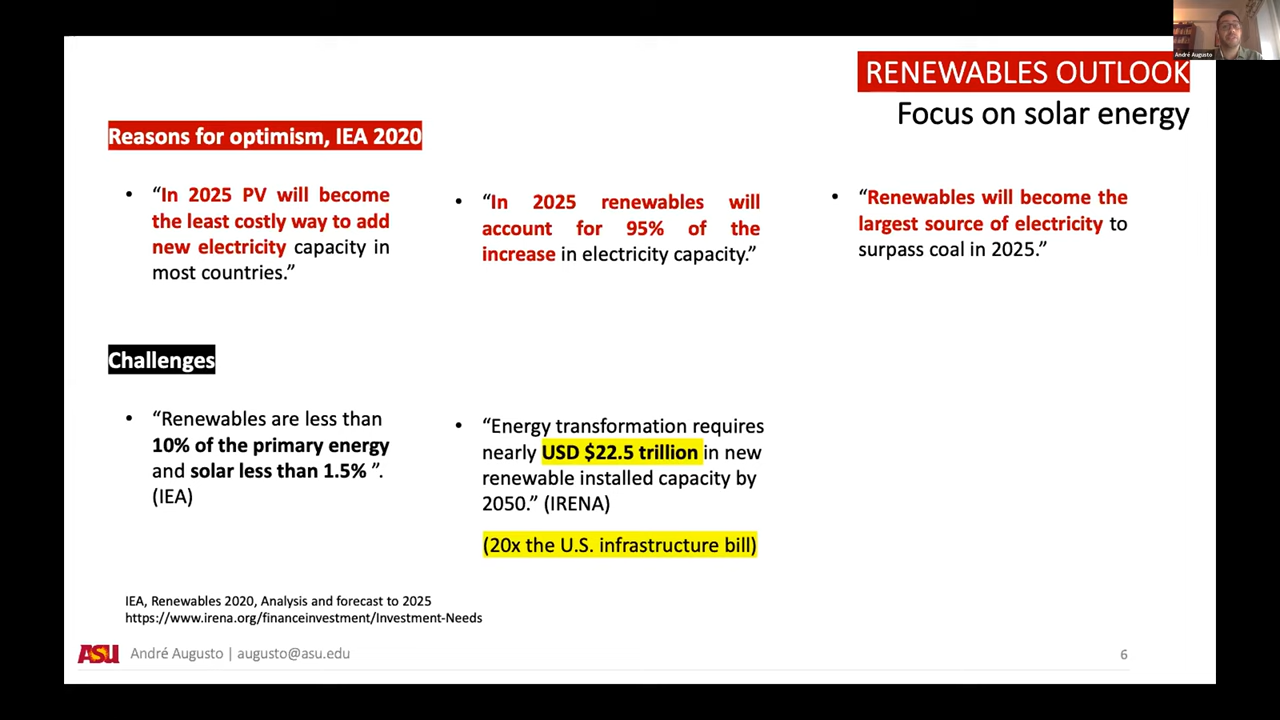 André Augusto
RENEWABLES OUTLOOK
Focus on solar energy
Reasons for optimism, IEA 2020
• “In 2025 PV will become
the least costly way to add
new electricity capacity in
most countries.”
• “In 2025 renewables will
account for 95% of the
increase in electricity capacity.”
• “Renewables will become the
largest source of electricity to
surpass coal in 2025.”
Challenges
• “Renewables are less than
10% of the primary energy
and solar less than 1.5% ”.
(IEA)
• “Energy transformation requires
nearly USD $22.5 trillion in new
renewable installed capacity by
2050.” (IRENA)
(20x the U.S. infrastructure bill)
IEA, Renewables 2020, Analysis and forecast to 2025
https://www.irena.org/financeinvestment/Investment-Needs
ASU André Augusto | augusto@asu.edu
6